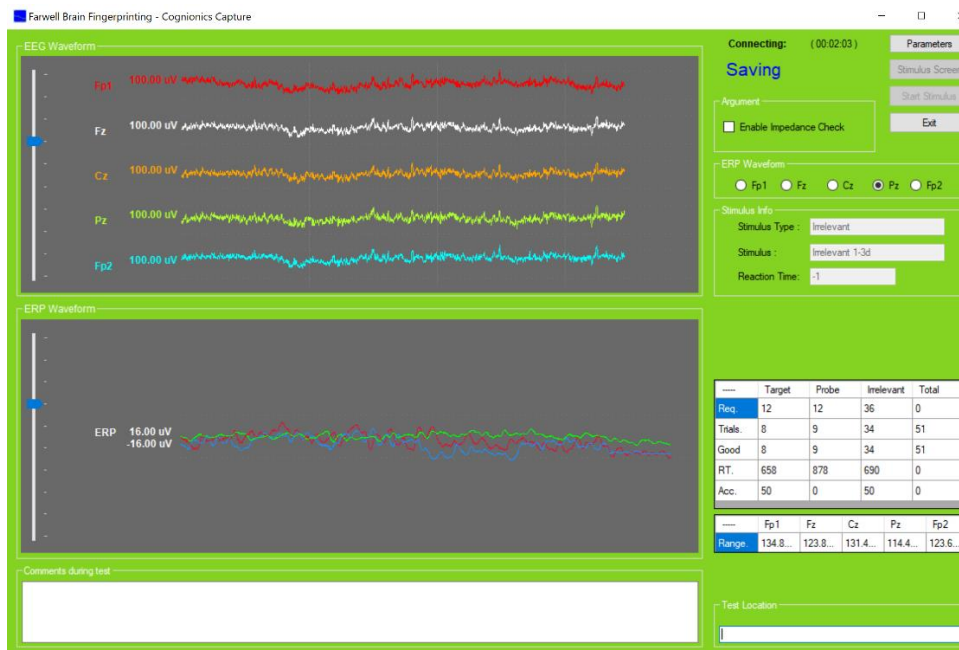 Farwell Brain Fingerprinting - Cognionics Capture
EEG Waveform
Fp1 100.00 uV
Fz 100.00 uV
Cz 100.00 uV
Pz 100.00 uV
Fp2 100.00 uV
Connecting: (00:02:03)
Saving
Parameters
Stimulus Screen
Start Stimulus
Exit
Argument
Enable Impedance Check
ERP Waveform
Fp1 Fz Cz Pz Fp2
Stimulus Info
Stimulus Type : Irrelevant
Stimulus : Irrelevant 1-3d
Reaction Time: -1
ERP Waveform
ERP 16.00 uV
-16.00 uV
---- Target Probe Irrelevant Total
Req. 12 12 36 0
Trials. 8 9 34 51
Good 8 9 34 51
RT. 658 878 690 0
Acc. 50 0 50 0
---- Fp1 Fz Cz Pz Fp2
Range. 134.8... 123.8... 131.4... 114.4... 123.6...
Comments during test
Test Location